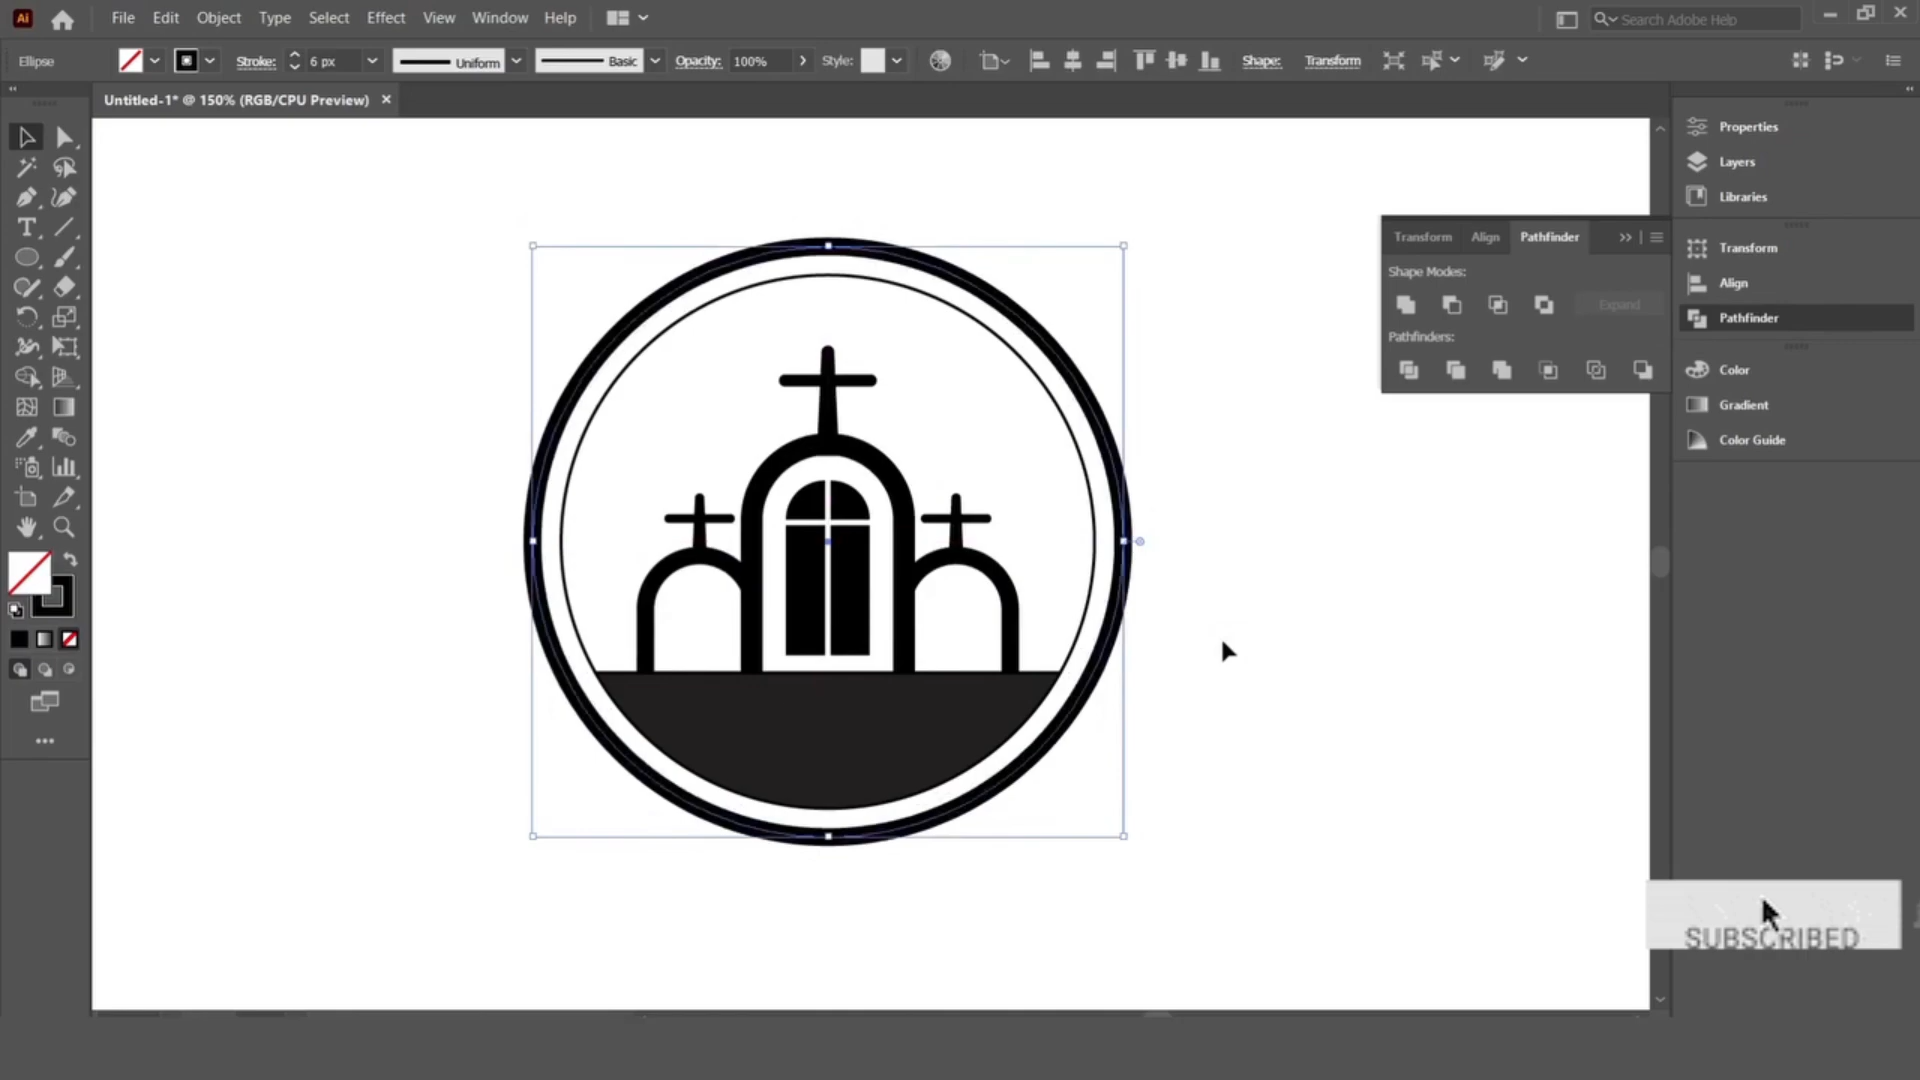 Ai
File Edit Object Type Select Effect View Window Help
Search Adobe Help
Ellipse Stroke: 6 px Uniform Basic Opacity: 100% Style: Shape: Transform
Untitled-1* @ 150% (RGB/CPU Preview)
Properties
Layers
Libraries
Transform Align Pathfinder
Shape Modes:
Expand
Pathfinders:
Transform
Align
Pathfinder
Color
Gradient
Color Guide
SUBSCRIBED